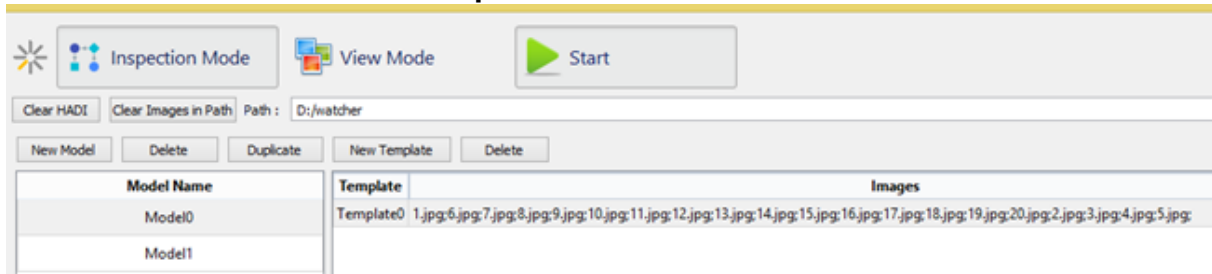 Inspection Mode View Mode Start
Clear HADI Clear Images in Path Path : D:/watcher
New Model Delete Duplicate New Template Delete
Model Name Template Images
Model0 Template0 1.jpg;6.jpg;7.jpg;8.jpg;9.jpg;10.jpg;11.jpg;12.jpg;13.jpg;14.jpg;15.jpg;16.jpg;17.jpg;18.jpg;19.jpg;20.jpg;2.jpg;3.jpg;4.jpg;5.jpg;
Model1